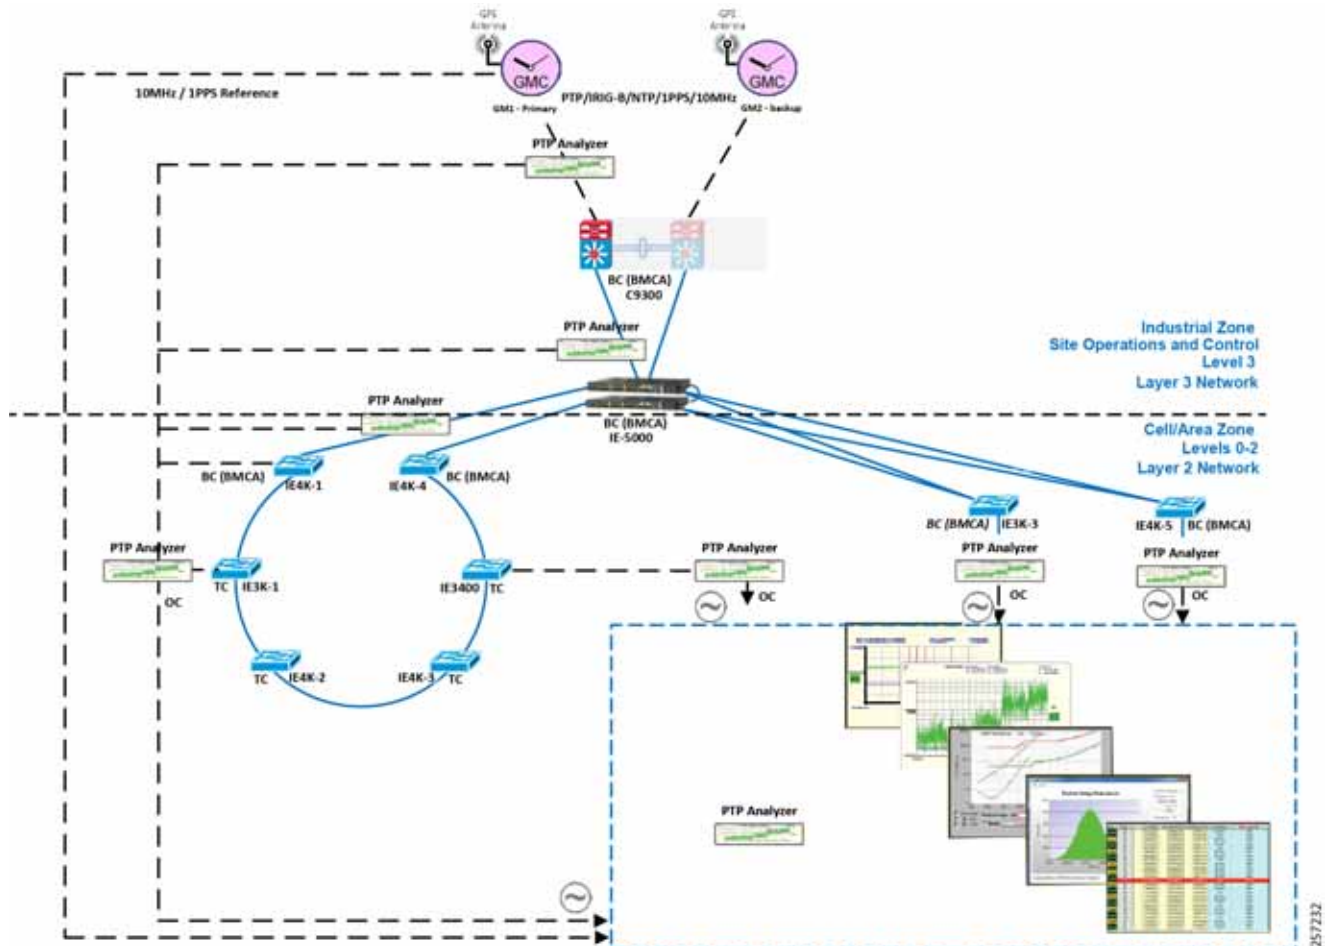 GPS
Antenna
GPS
Antenna
GMC
GMC
10MHz / 1PPS Reference
GM1 - Primary
PTP/IRIG-B/NTP/1PPS/10MHz
GM2 - backup
PTP Analyzer
BC (BMCA)
C9300
PTP Analyzer
Industrial Zone
Site Operations and Control
Level 3
Layer 3 Network
PTP Analyzer
BC (BMCA)
IE-5000
Cell/Area Zone
Levels 0-2
Layer 2 Network
BC (BMCA)
IE4K-1
IE4K-4
BC (BMCA)
BC (BMCA)
IE3K-3
IE4K-5
BC (BMCA)
PTP Analyzer
PTP Analyzer
PTP Analyzer
PTP Analyzer
TC
IE3K-1
IE3400
TC
OC
OC
OC
OC
TC
IE4K-2
IE4K-3
TC
PTP Analyzer
257232